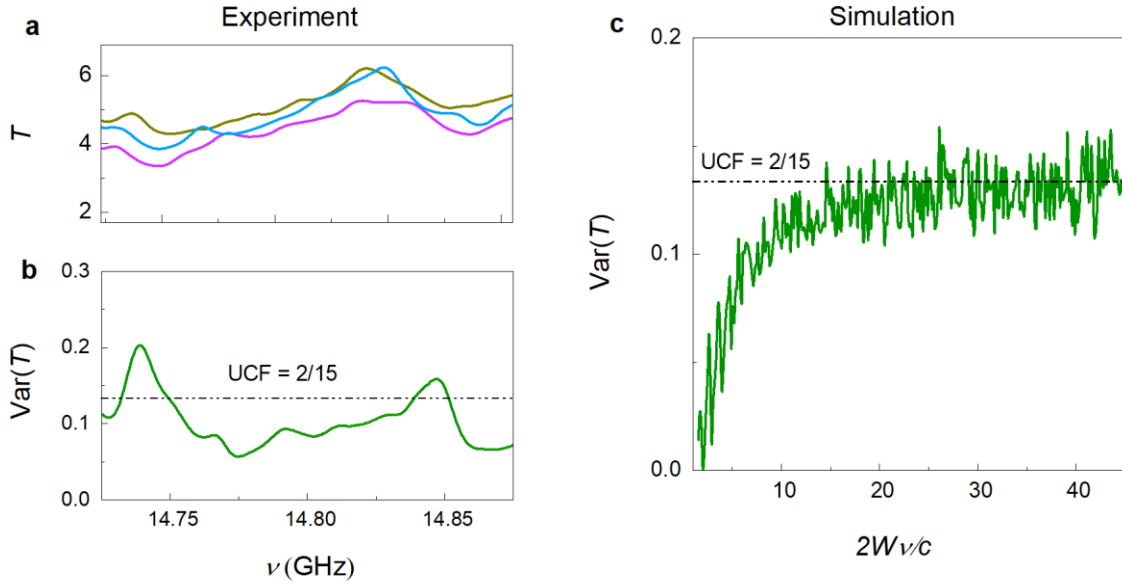 Experiment
a
T
6
4
2
b
Var(T)
0.3
0.2
0.1
0.0
UCF = 2/15
14.75
14.80
14.85
ν (GHz)
Simulation
c
Var(T)
0.2
0.1
0.0
UCF = 2/15
10
20
30
40
2Wν/c